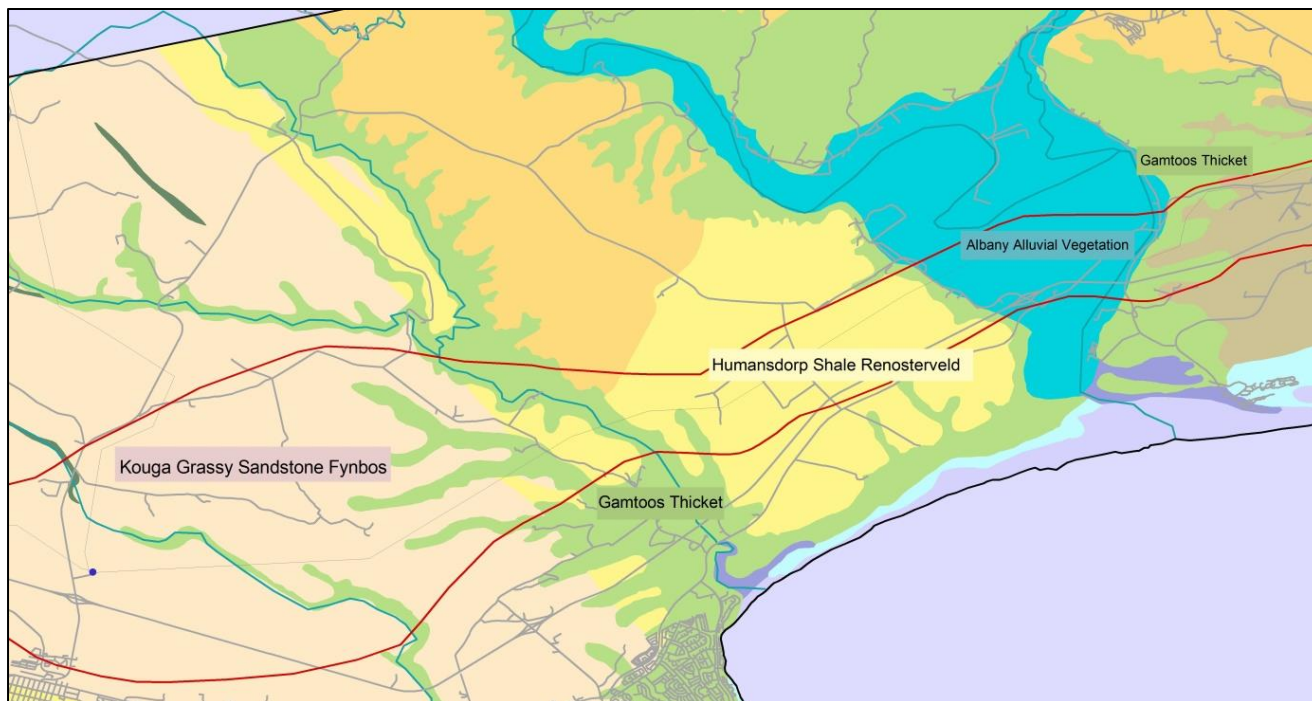 Gamtoos Thicket
Albany Alluvial Vegetation
Humansdorp Shale Renosterveld
Kouga Grassy Sandstone Fynbos
Gamtoos Thicket